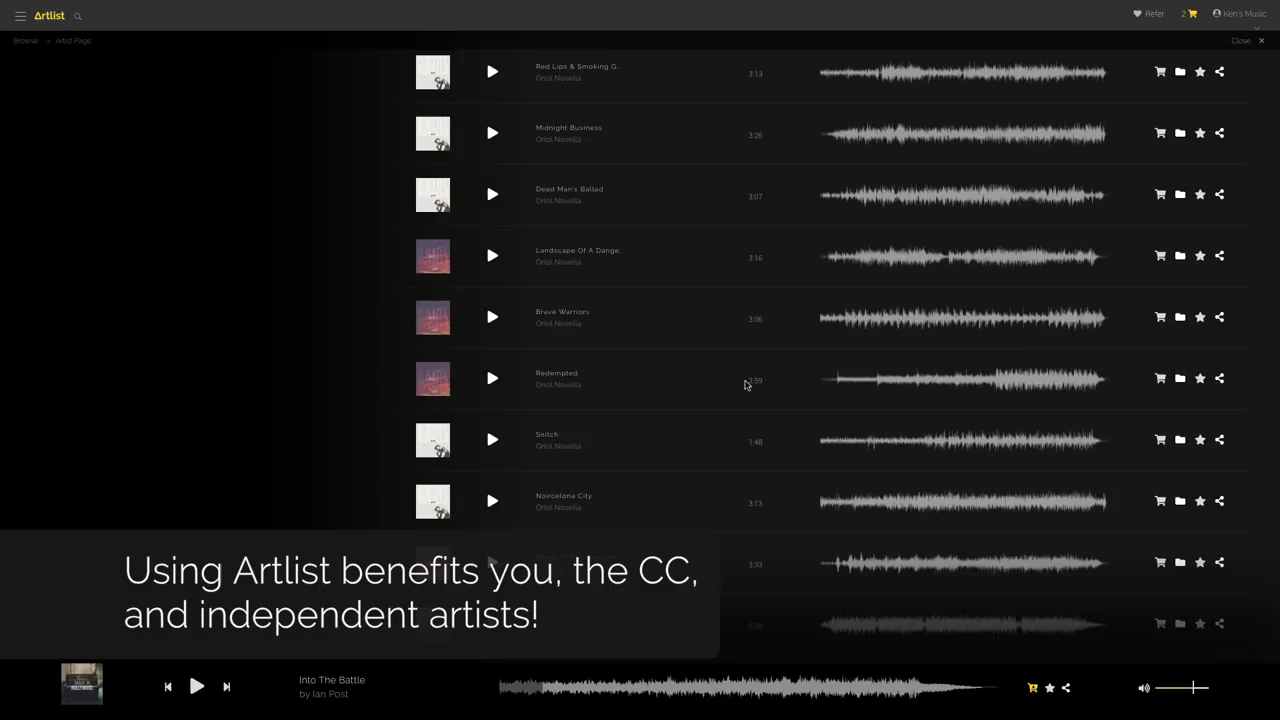 Artlist
Refer
2
Ken's Music
Browse > Artist Page
Close ×
Red Lips & Smoking G..
Oriol Novella
3:13
Midnight Business
Oriol Novella
3:26
Dead Man's Ballad
Oriol Novella
3:07
Landscape Of A Dange..
Oriol Novella
3:16
Brave Warriors
Oriol Novella
3:06
Redempted
Oriol Novella
:59
Snitch
Oriol Novella
1:48
Noircelona City
Oriol Novella
3:13
3:33
Using Artlist benefits you, the CC,
and independent artists!
Into The Battle
by Ian Post